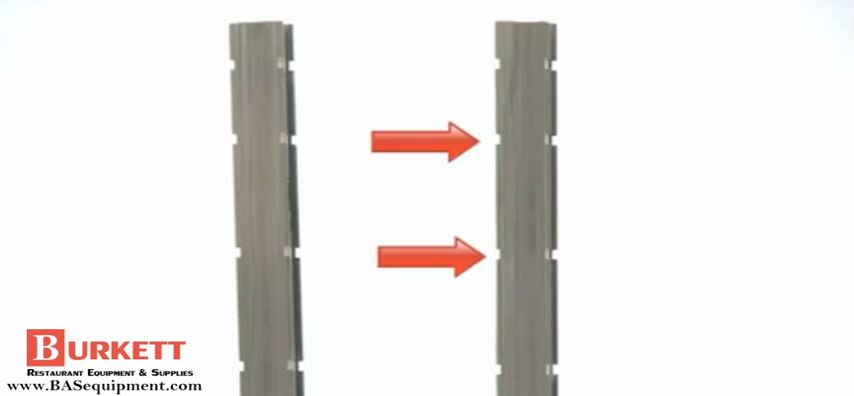 BURKETT
RESTAURANT EQUIPMENT & SUPPLIES
www.BASequipment.com